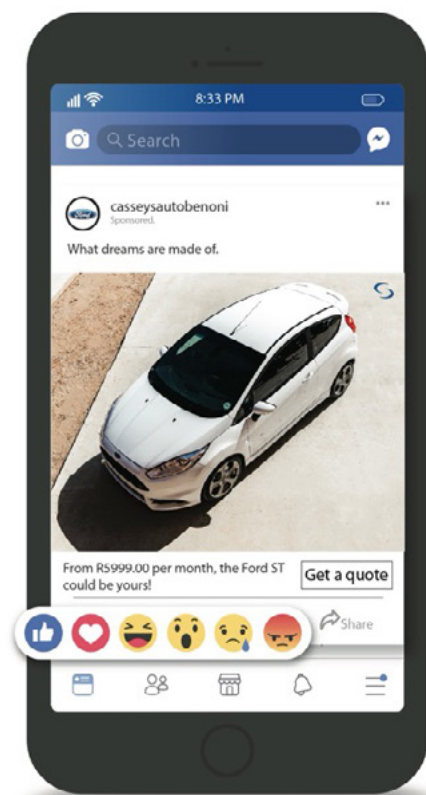 8:33 PM
Search
Ford
casseysautobenoni
Sponsored.
What dreams are made of.
From R5999.00 per month, the Ford ST
could be yours!
Get a quote
Share